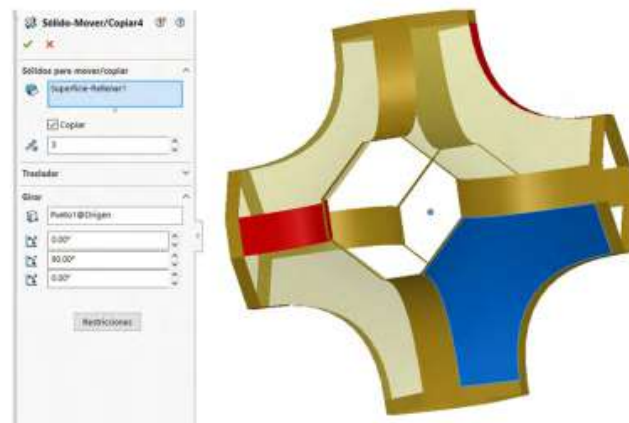 Sólido-Mover/Copiar4
Sólidos para mover/copiar
Superficie-Rellenar1
Copiar
3
Trasladar
Girar
Punto1@Origen
0.00°
90.00°
0.00°
Restricciones